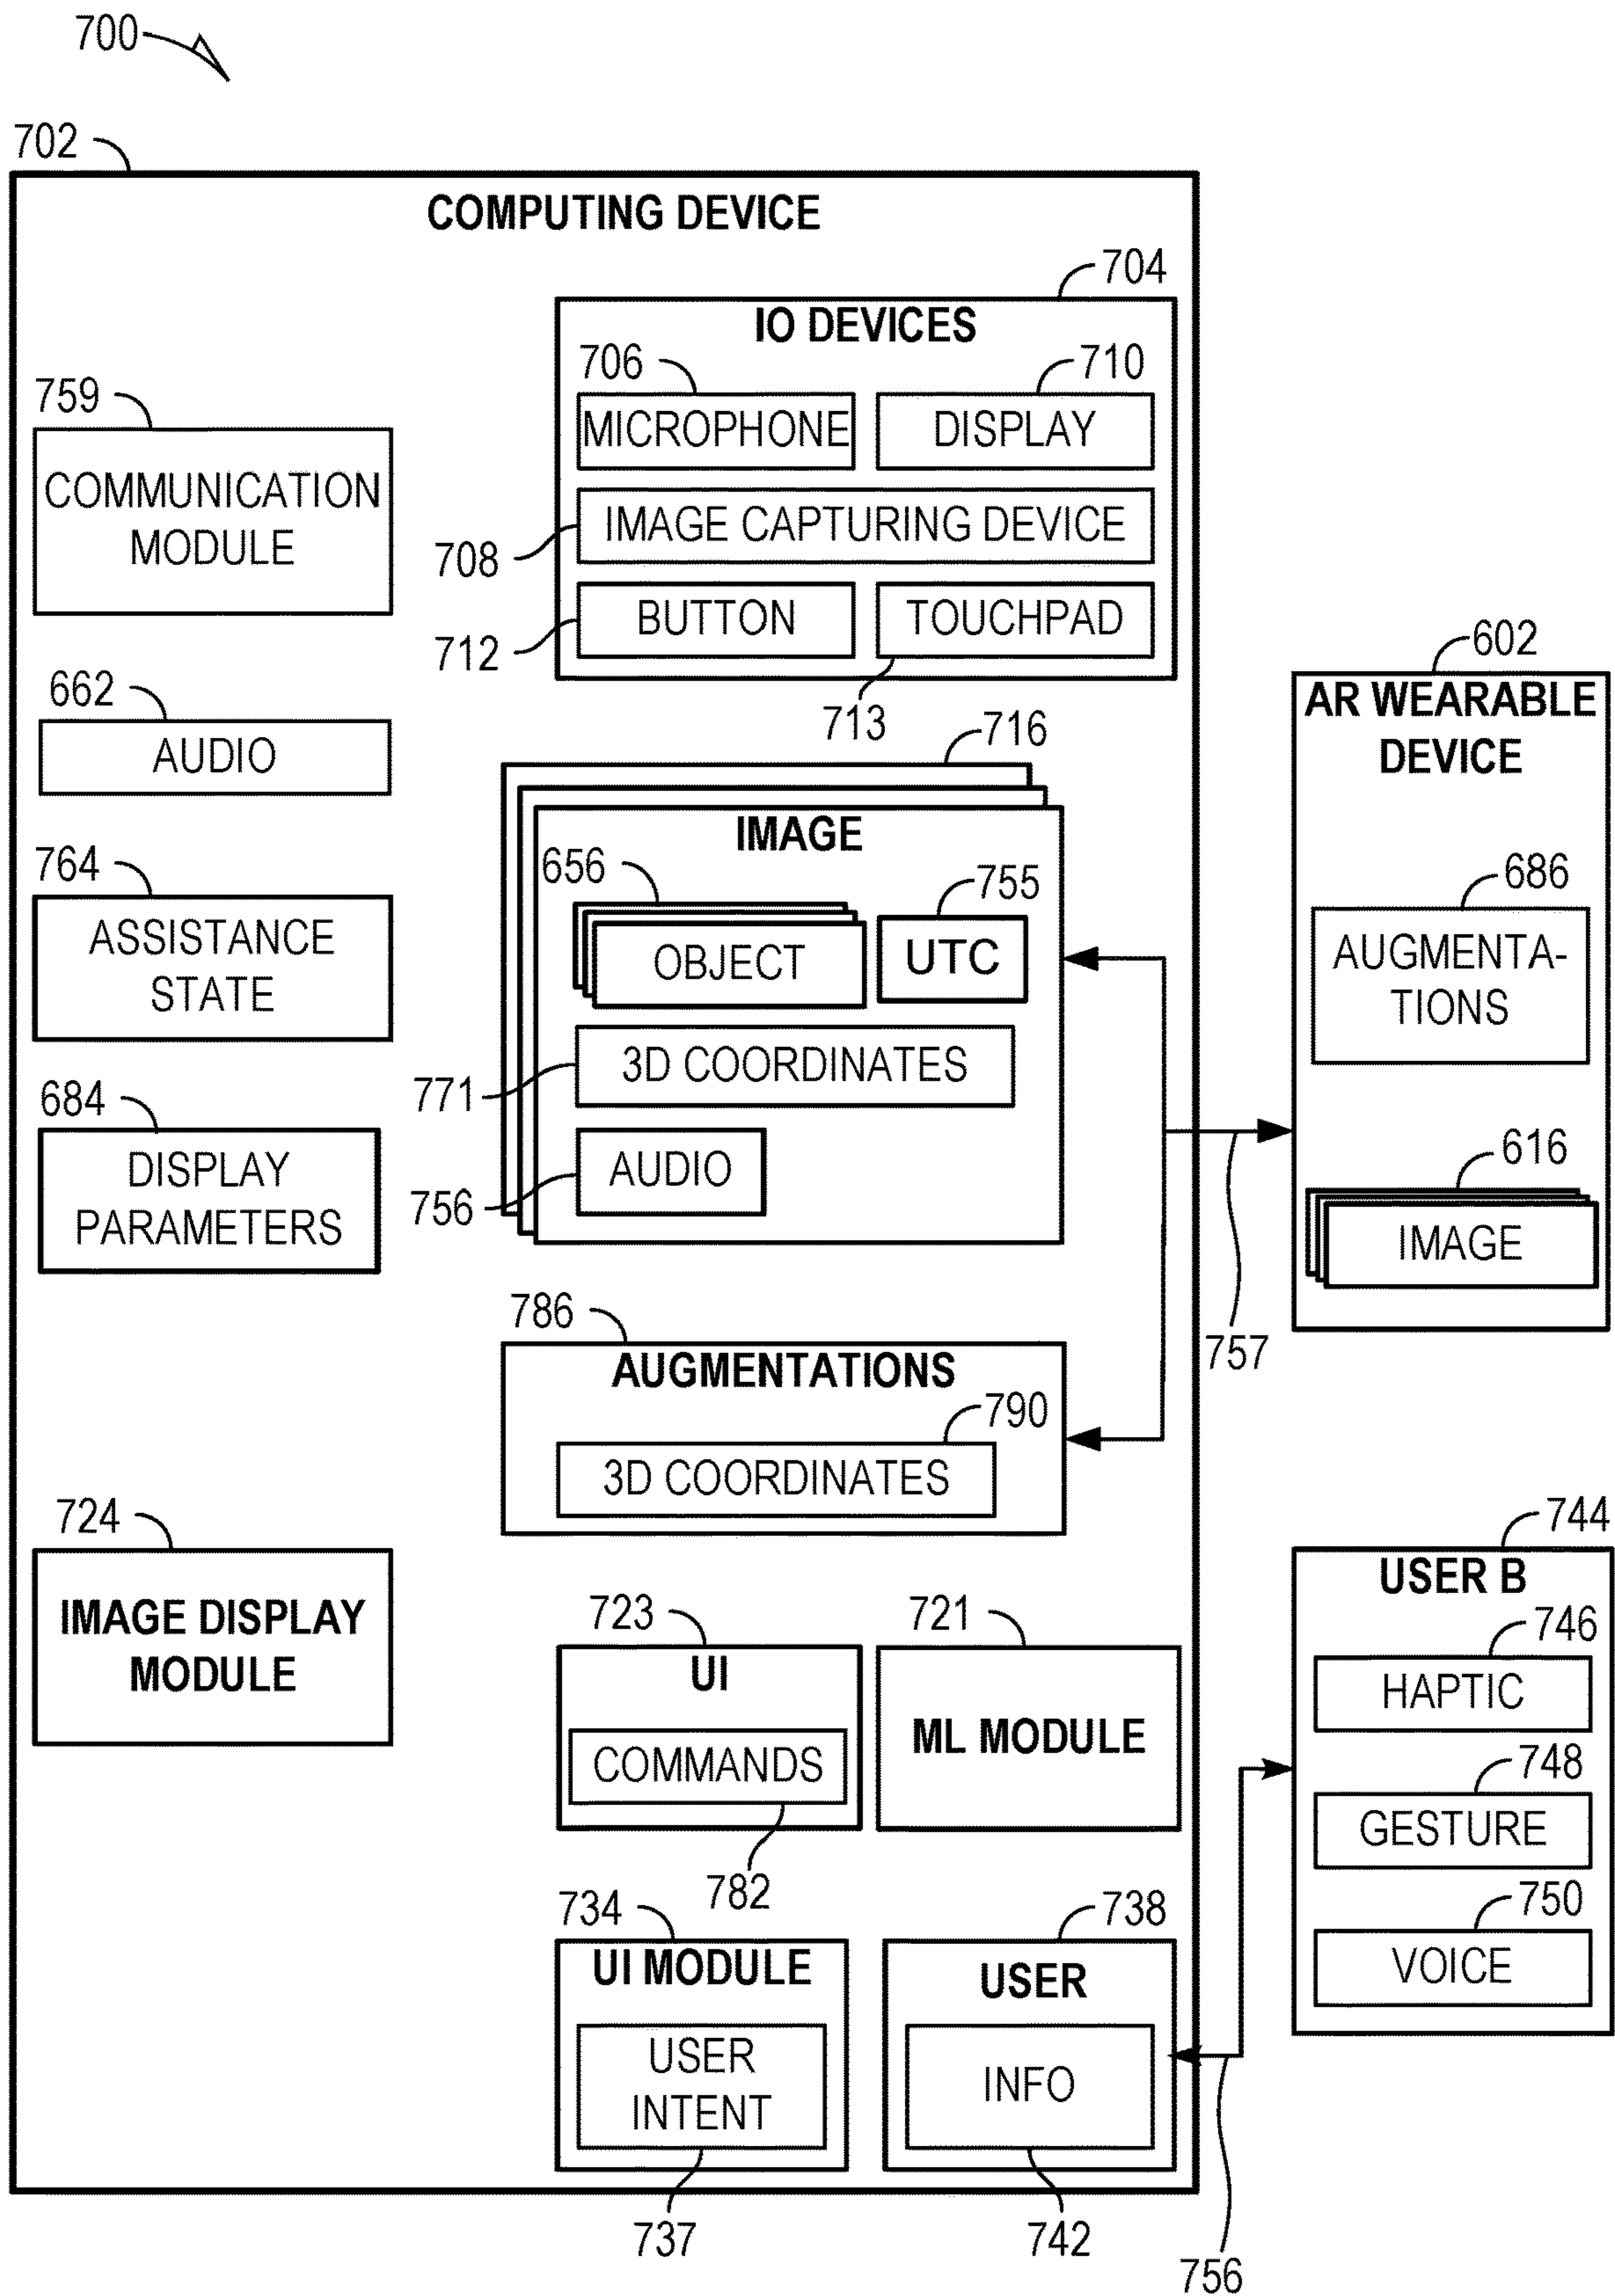 700
702
COMPUTING DEVICE
704
IO DEVICES
706
710
MICROPHONE
DISPLAY
IMAGE CAPTURING DEVICE
708
BUTTON
TOUCHPAD
712
713
759
COMMUNICATION
MODULE
662
AUDIO
764
ASSISTANCE
STATE
684
DISPLAY
PARAMETERS
716
IMAGE
656
755
OBJECT
UTC
3D COORDINATES
771
AUDIO
756
786
AUGMENTATIONS
790
3D COORDINATES
724
IMAGE DISPLAY
MODULE
723
721
UI
COMMANDS
782
ML MODULE
734
738
UI MODULE
USER
USER
INTENT
INFO
737
742
602
AR WEARABLE
DEVICE
686
AUGMENTA-
TIONS
616
IMAGE
757
744
USER B
746
HAPTIC
748
GESTURE
750
VOICE
756